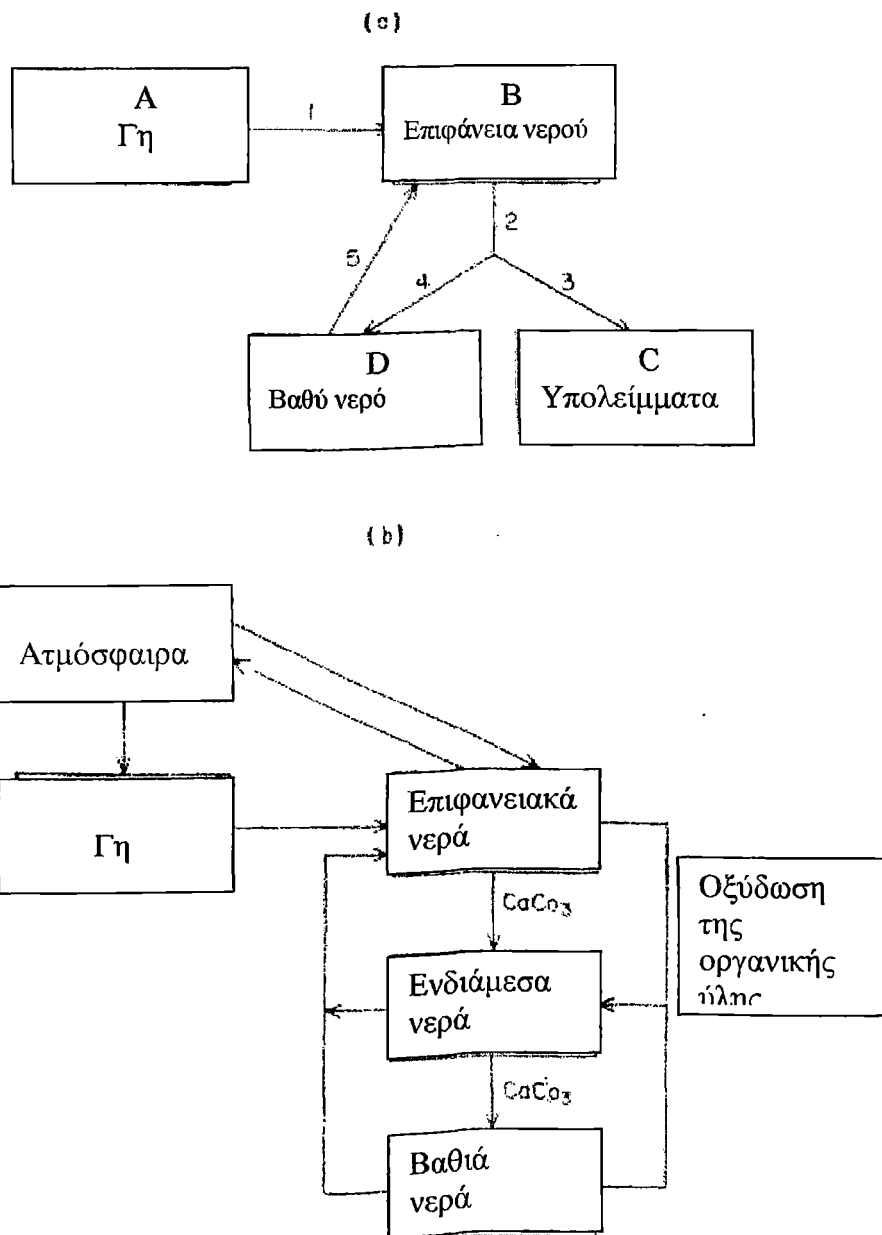 (a)
A
Γη
1
B
Επιφάνεια νερού
2
5
4
3
D
Βαθύ νερό
C
Υπολείμματα
(b)
Ατμόσφαιρα
Γη
Επιφανειακά
νερά
CaCo3
Οξύδωση
της
οργανικής
ύλης
Ενδιάμεσα
νερά
CaCo3
Βαθιά
νερά